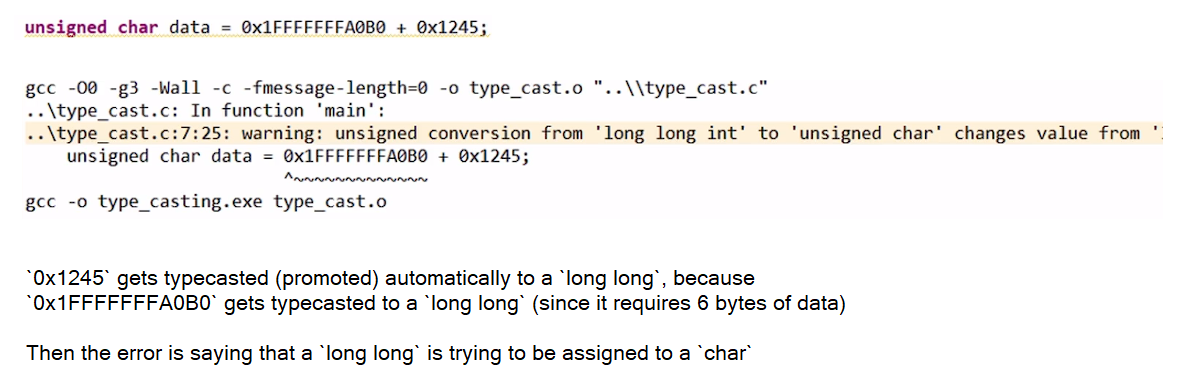 unsigned char data = 0x1FFFFFFFA0B0 + 0x1245;
gcc -O0 -g3 -Wall -c -fmessage-length=0 -o type_cast.o "..\\type_cast.c"
..\type_cast.c: In function 'main':
..\type_cast.c:7:25: warning: unsigned conversion from 'long long int' to 'unsigned char' changes value from '
unsigned char data = 0x1FFFFFFFA0B0 + 0x1245;
^~~~~~~~~~~~~~
gcc -o type_casting.exe type_cast.o
`0x1245` gets typecasted (promoted) automatically to a `long long`, because
`0x1FFFFFFFA0B0` gets typecasted to a `long long` (since it requires 6 bytes of data)
Then the error is saying that a `long long` is trying to be assigned to a `char`